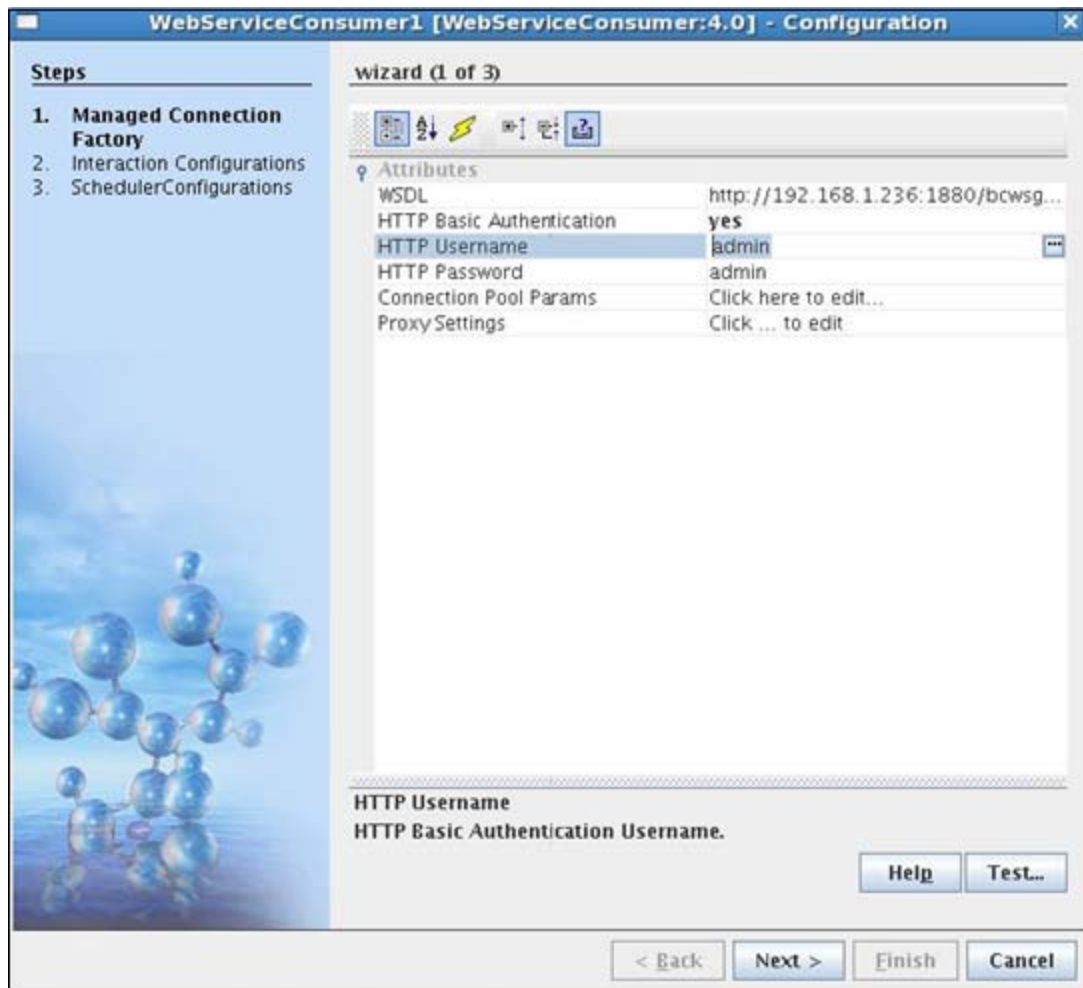 WebServiceConsumer1 [WebServiceConsumer:4.0] - Configuration
Steps
1. Managed Connection
Factory
2. Interaction Configurations
3. SchedulerConfigurations
wizard (1 of 3)
Attributes
WSDL http://192.168.1.236:1880/bcwsg...
HTTP Basic Authentication yes
HTTP Username admin
HTTP Password admin
Connection Pool Params Click here to edit...
Proxy Settings Click ... to edit
HTTP Username
HTTP Basic Authentication Username.
Help Test...
< Back Next > Finish Cancel